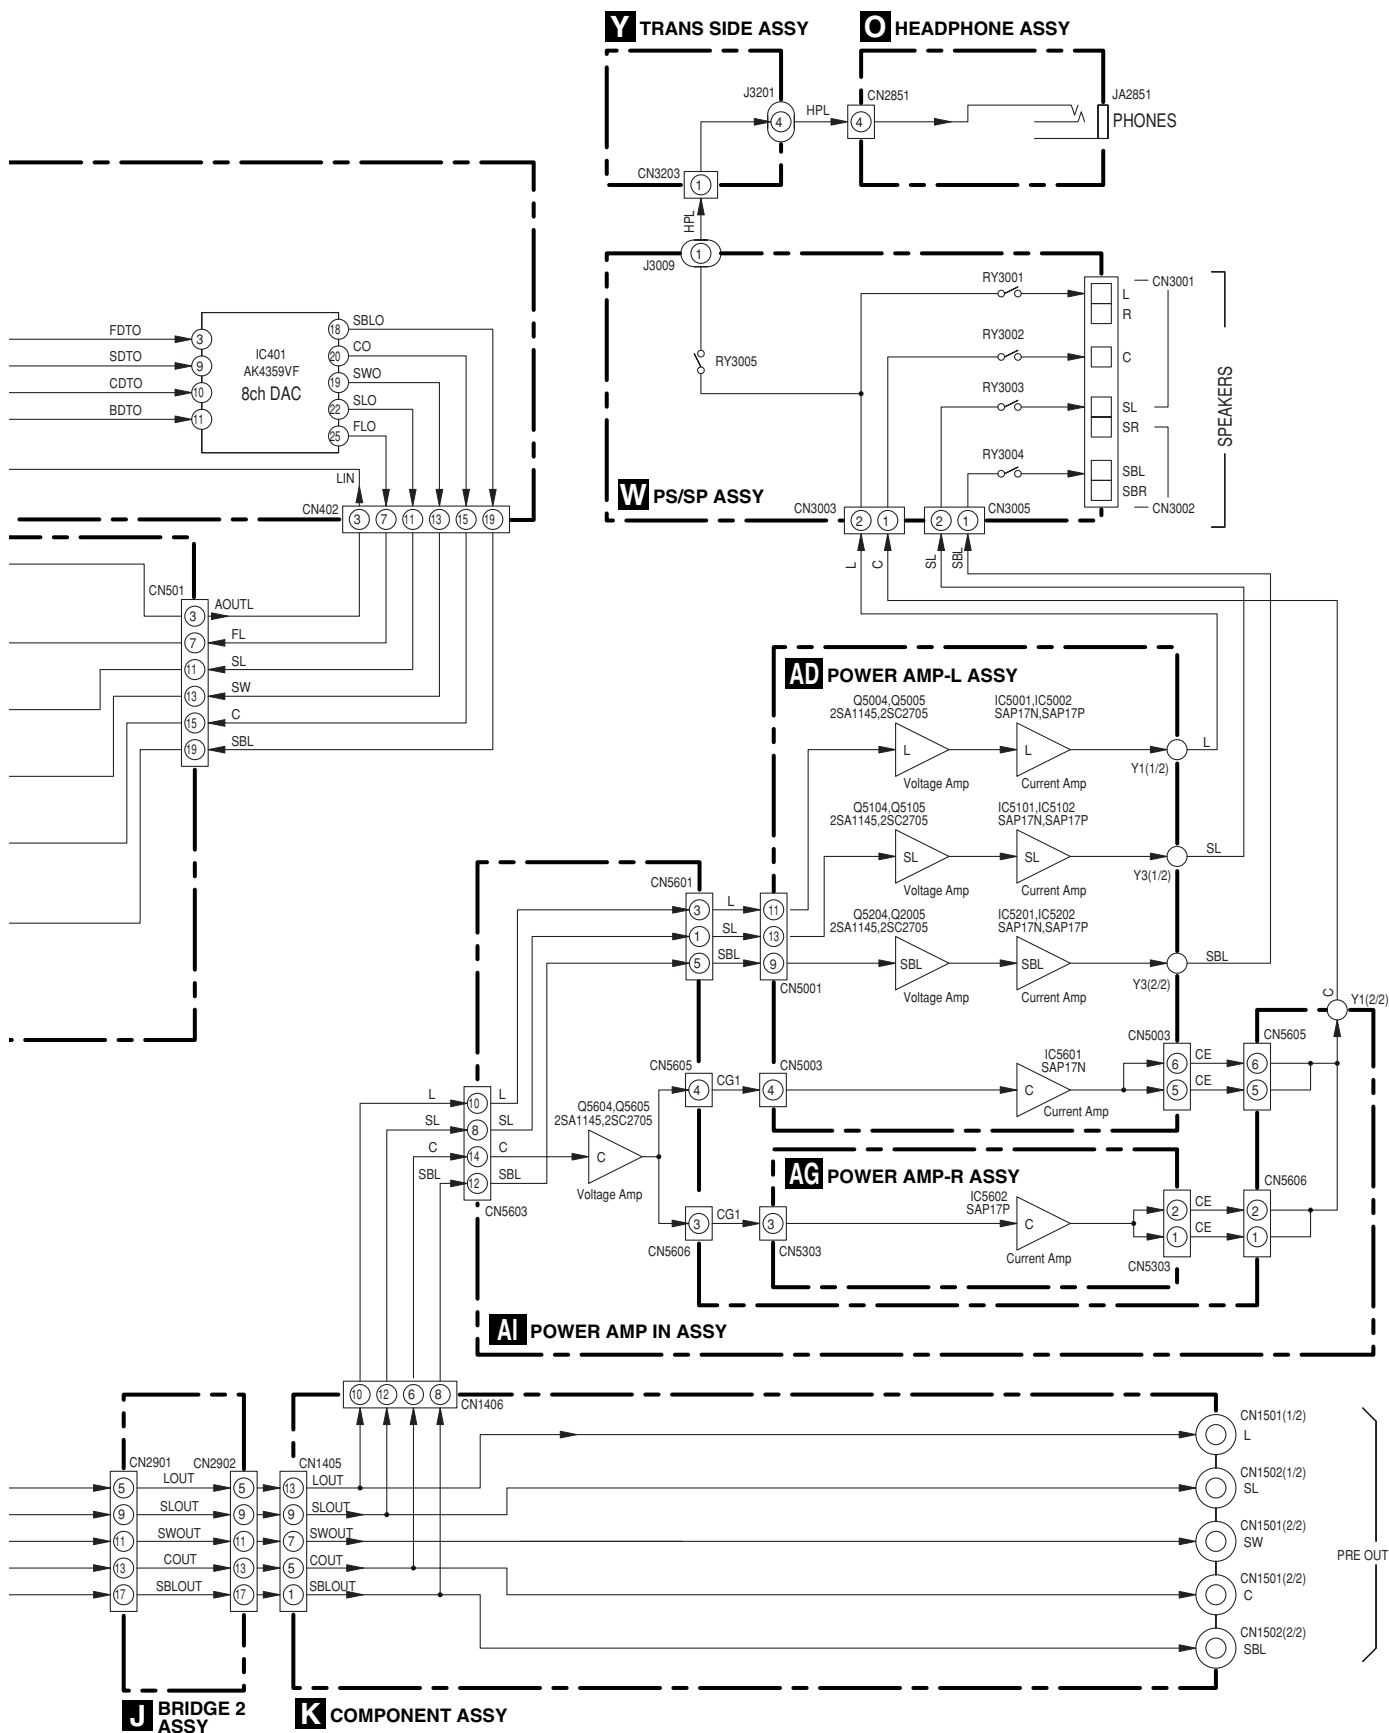 Y TRANS SIDE ASSY
O HEADPHONE ASSY
J3201
4
HPL
CN2851
4
JA2851
PHONES
CN3203
1
HPL
1
J3009
RY3005
RY3001
RY3002
RY3003
RY3004
CN3001
L
R
C
SL
SR
SBL
SBR
CN3002
SPEAKERS
W PS/SP ASSY
CN3003
2
1
2
1
CN3005
L
C
SL
SBL
FDTO
SDTO
CDTO
BDTO
3
9
10
11
IC401
AK4359VF
8ch DAC
18
20
19
22
25
SBLO
CO
SWO
SLO
FLO
LIN
CN402
3
7
11
13
15
19
CN501
3
7
11
13
15
19
AOUTL
FL
SL
SW
C
SBL
AD POWER AMP-L ASSY
Q5004,Q5005
2SA1145,2SC2705
L
Voltage Amp
IC5001,IC5002
SAP17N,SAP17P
L
Current Amp
L
Y1(1/2)
Q5104,Q5105
2SA1145,2SC2705
SL
Voltage Amp
IC5101,IC5102
SAP17N,SAP17P
SL
Current Amp
SL
Y3(1/2)
Q5204,Q2005
2SA1145,2SC2705
SBL
Voltage Amp
IC5201,IC5202
SAP17N,SAP17P
SBL
Current Amp
SBL
Y3(2/2)
CN5601
3
1
5
L
SL
SBL
11
13
9
CN5001
C
Y1(2/2)
CN5605
4
CG1
CN5003
4
IC5601
SAP17N
C
Current Amp
CN5003
6
5
CE
CE
CN5605
6
5
L
SL
C
SBL
10
8
14
12
CN5603
L
SL
C
SBL
Q5604,Q5605
2SA1145,2SC2705
C
Voltage Amp
AG POWER AMP-R ASSY
3
CN5606
CG1
3
CN5303
IC5602
SAP17P
C
Current Amp
2
1
CN5303
CE
CE
CN5606
2
1
AI POWER AMP IN ASSY
10
12
6
8
CN1406
CN2901
5
9
11
13
17
LOUT
SLOUT
SWOUT
COUT
SBLOUT
CN2902
5
9
11
13
17
CN1405
13
9
7
5
1
LOUT
SLOUT
SWOUT
COUT
SBLOUT
CN1501(1/2)
L
CN1502(1/2)
SL
CN1501(2/2)
SW
CN1501(2/2)
C
CN1502(2/2)
SBL
PRE OUT
J BRIDGE 2
ASSY
K COMPONENT ASSY